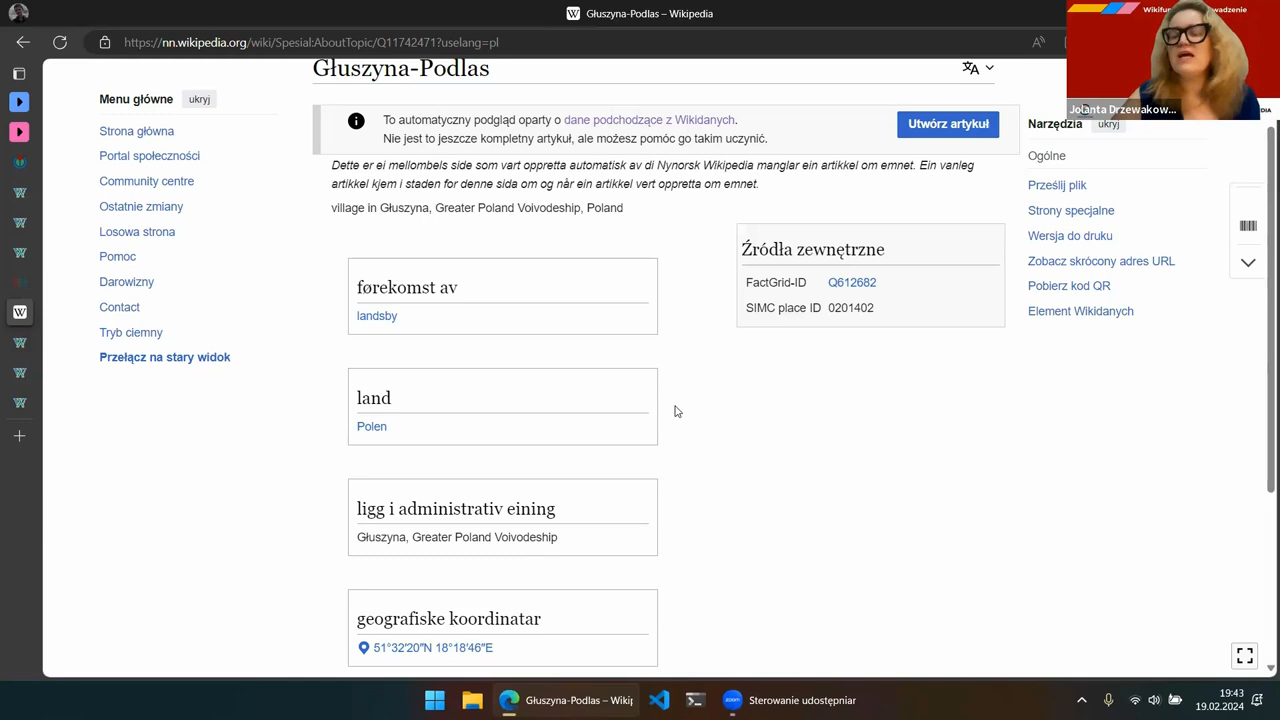 Głuszyna-Podlas – Wikipedia
https://nn.wikipedia.org/wiki/Spesial:AboutTopic/Q11742471?uselang=pl
wprowadzenie
Jolanta Drzewakow...
Głuszyna-Podlas
Menu główne ukryj
Strona główna
Portal społeczności
Community centre
Ostatnie zmiany
Losowa strona
Pomoc
Darowizny
Contact
Tryb ciemny
Przełącz na stary widok
To automatyczny podgląd oparty o dane podchodzące z Wikidanych.
Nie jest to jeszcze kompletny artykuł, ale możesz pomóc go takim uczynić.
Utwórz artykuł
Dette er ei mellombels side som vart oppretta automatisk av di Nynorsk Wikipedia manglar ein artikkel om emnet. Ein vanleg
artikkel kjem i staden for denne sida om og når ein artikkel vert oppretta om emnet.
village in Głuszyna, Greater Poland Voivodeship, Poland
førekomst av
landsby
land
Polen
ligg i administrativ eining
Głuszyna, Greater Poland Voivodeship
geografiske koordinatar
51°32'20"N 18°18'46"E
Źródła zewnętrzne
FactGrid-ID Q612682
SIMC place ID 0201402
Narzędzia ukryj
Ogólne
Prześlij plik
Strony specjalne
Wersja do druku
Zobacz skrócony adres URL
Pobierz kod QR
Element Wikidanych
Głuszyna-Podlas – Wiki
zoom
Sterowanie udostępniar
19:43
19.02.2024